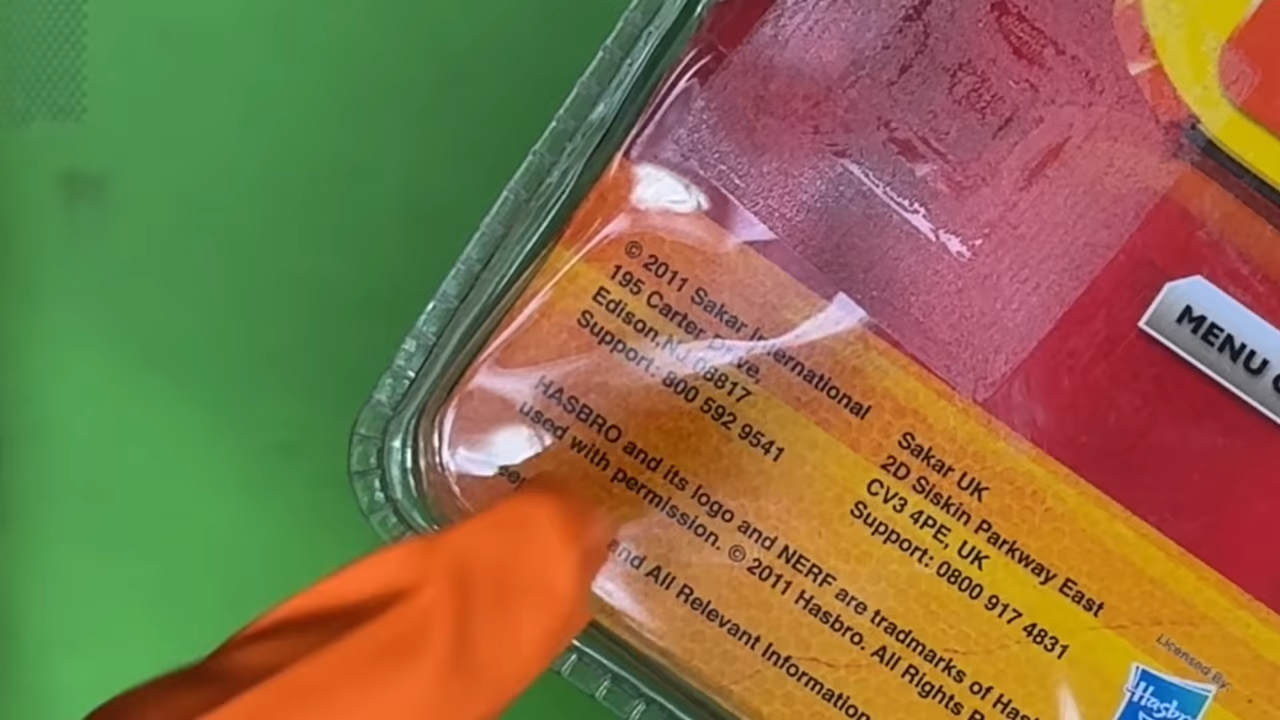 © 2011 Sakar International
195 Carter Drive,
Edison,NJ 08817
Support: 800 592 9541
Sakar UK
2D Siskin Parkway East
CV3 4PE, UK
Support: 0800 917 4831
HASBRO and its logo and NERF are tradmarks of
used with permission. © 2011 Hasbro. All Rights
and All Relevant Information
Licensed By:
Hasbro
MENU